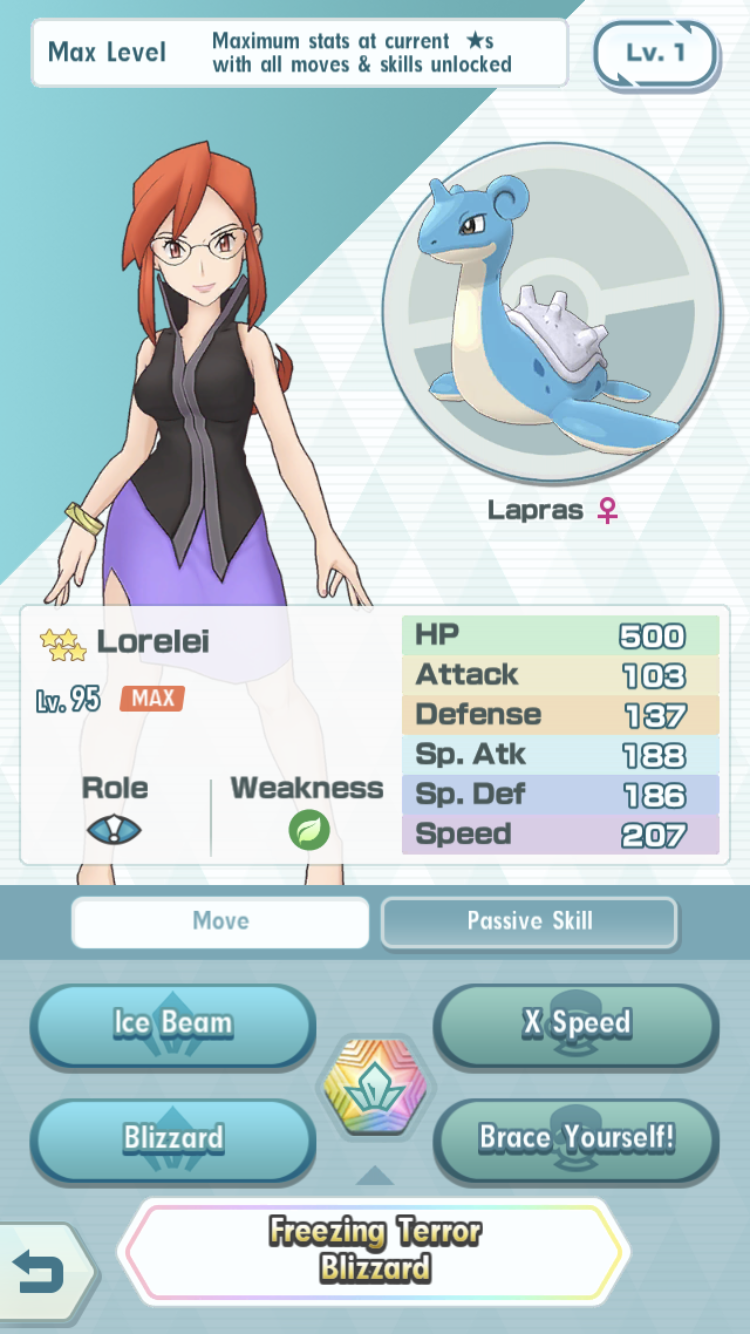 Max Level
Maximum stats at current ★s
with all moves & skills unlocked
Lv. 1
Lapras ♀
Lorelei
Lv. 95 MAX
Role
Weakness
HP 500
Attack 103
Defense 137
Sp. Atk 188
Sp. Def 186
Speed 207
Move
Passive Skill
Ice Beam
X Speed
Blizzard
Brace Yourself!
Freezing Terror
Blizzard